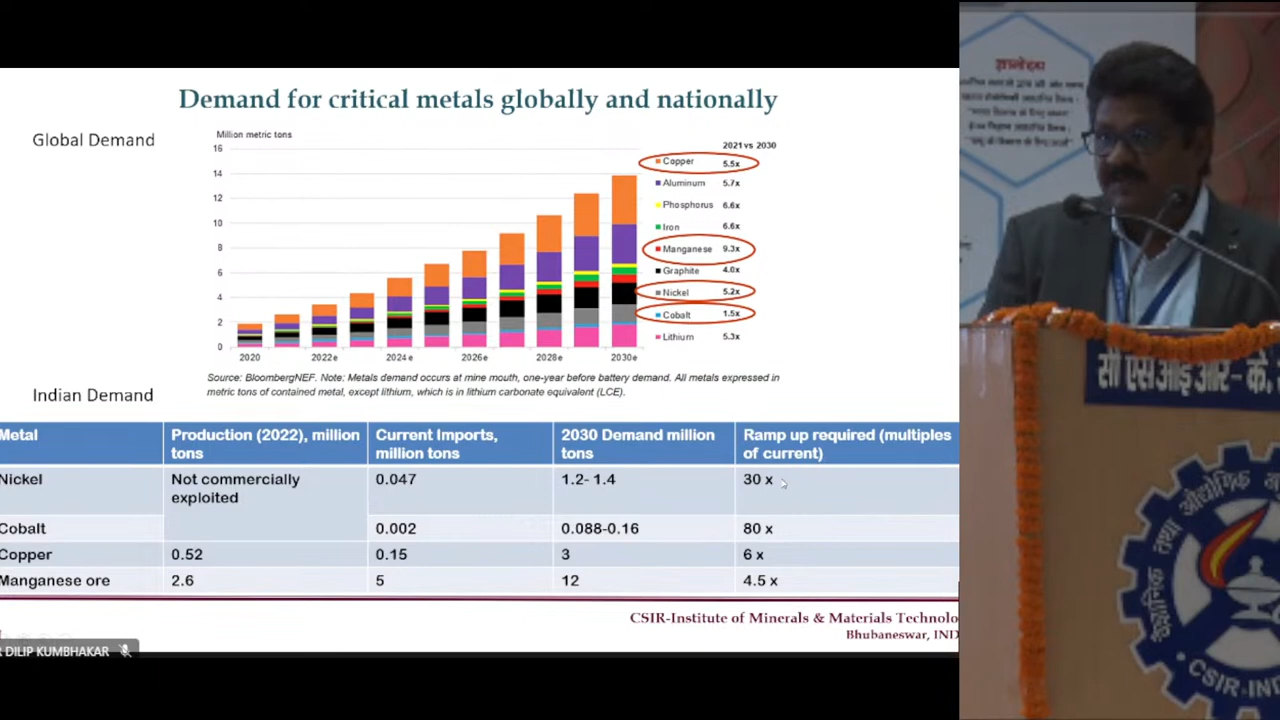 Demand for critical metals globally and nationally
Global Demand
Million metric tons
16
14
12
10
8
6
4
2
0
2020
2022e
2024e
2026e
2028e
2030e
2021 vs 2030
Copper 5.5x
Aluminum 5.7x
Phosphorus 6.6x
Iron 6.6x
Manganese 9.3x
Graphite 4.0x
Nickel 5.2x
Cobalt 1.5x
Lithium 5.3x
Source: BloombergNEF. Note: Metals demand occurs at mine mouth, one-year before battery demand. All metals expressed in
metric tons of contained metal, except lithium, which is in lithium carbonate equivalent (LCE).
Indian Demand
Metal Production (2022), million tons Current Imports, million tons 2030 Demand million tons Ramp up required (multiples of current)
Nickel Not commercially exploited 0.047 1.2- 1.4 30 x
Cobalt 0.002 0.088-0.16 80 x
Copper 0.52 0.15 3 6 x
Manganese ore 2.6 5 12 4.5 x
CSIR-Institute of Minerals & Materials Technolo
Bhubaneswar, IND
R DILIP KUMBHAKAR
सी एस आई आर- के
CSIR-IND